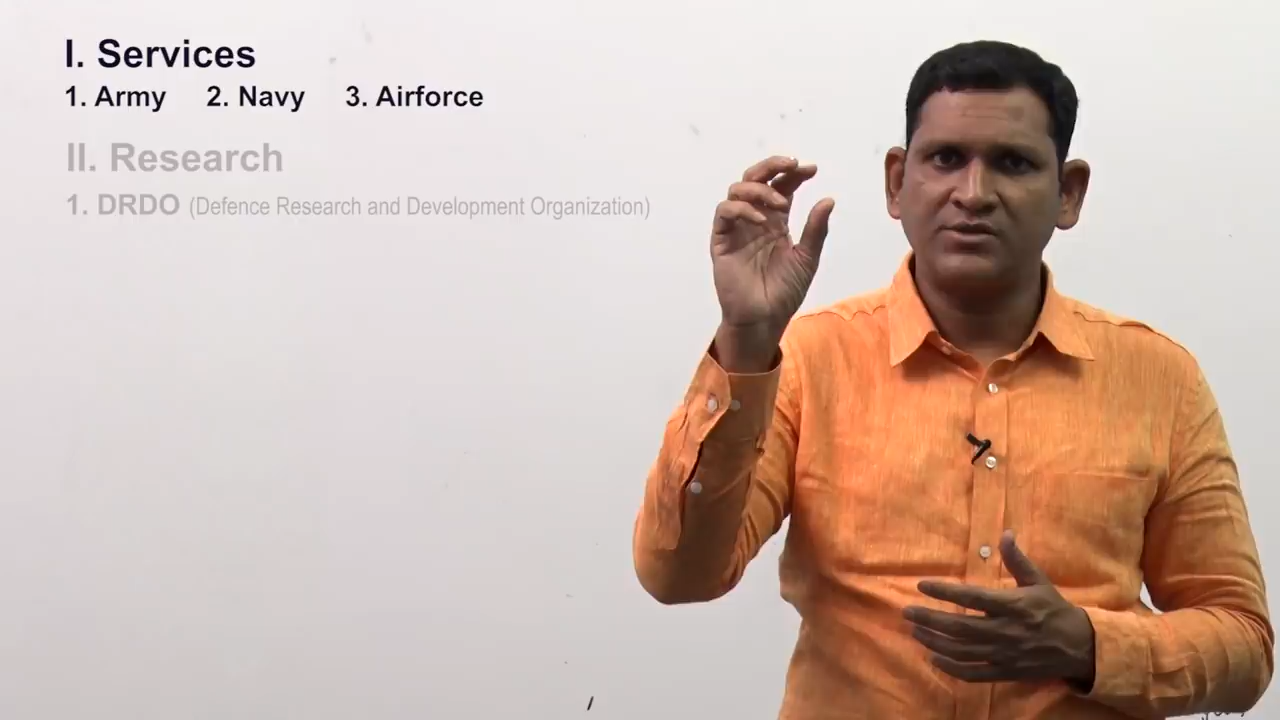 I. Services
1. Army 2. Navy 3. Airforce
II. Research
1. DRDO (Defence Research and Development Organization)